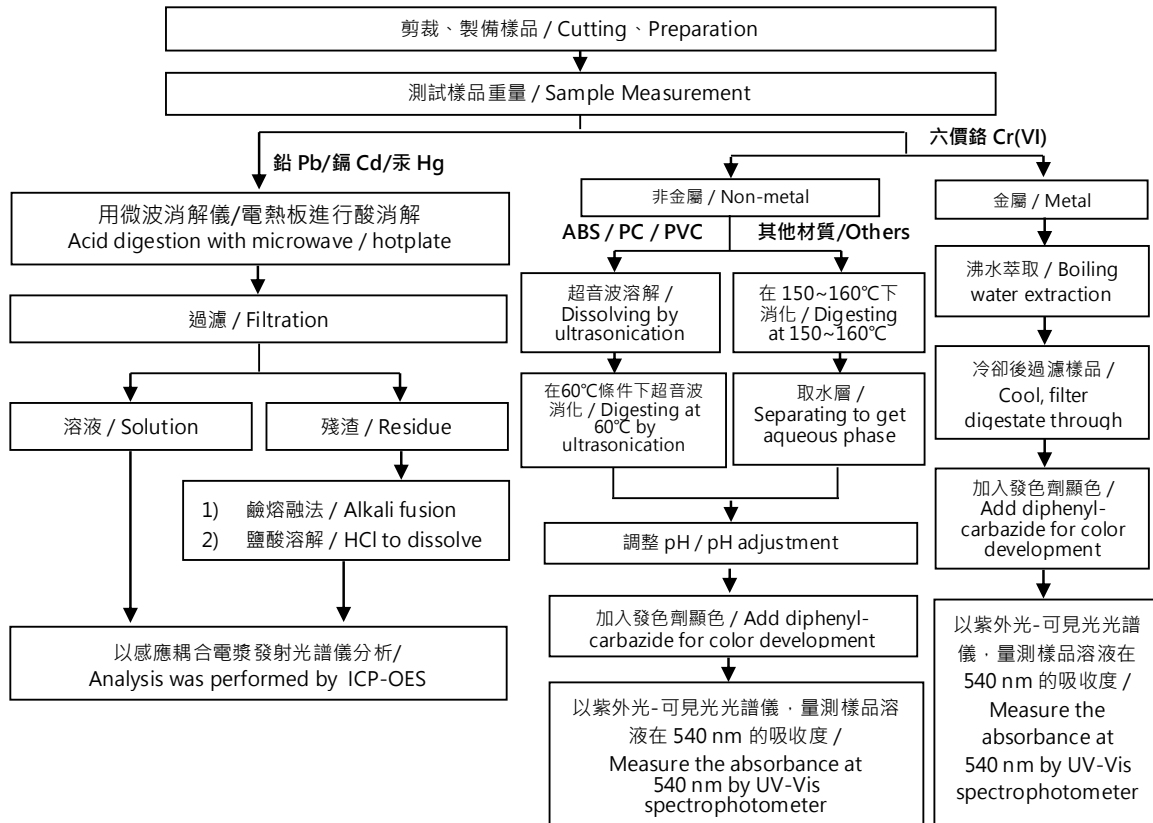 剪裁、製備樣品 / Cutting、Preparation
測試樣品重量 / Sample Measurement
鉛 Pb/鎘 Cd/汞 Hg
用微波消解儀/電熱板進行酸消解
Acid digestion with microwave / hotplate
過濾 / Filtration
溶液 / Solution
殘渣 / Residue
1) 鹼熔融法 / Alkali fusion
2) 鹽酸溶解 / HCl to dissolve
以感應耦合電漿發射光譜儀分析/
Analysis was performed by ICP-OES
六價鉻 Cr(VI)
非金屬 / Non-metal
ABS / PC / PVC
超音波溶解 /
Dissolving by
ultrasonication
在60℃條件下超音波
消化 / Digesting at
60℃ by
ultrasonication
其他材質/Others
在 150~160℃下
消化 / Digesting
at 150~160℃
取水層 /
Separating to get
aqueous phase
調整 pH / pH adjustment
加入發色劑顯色 / Add diphenyl-
carbazide for color development
以紫外光-可見光光譜儀，量測樣品溶
液在 540 nm 的吸收度 /
Measure the absorbance at
540 nm by UV-Vis
spectrophotometer
金屬 / Metal
沸水萃取 / Boiling
water extraction
冷卻後過濾樣品 /
Cool, filter
digestate through
加入發色劑顯色 /
Add diphenyl-
carbazide for color
development
以紫外光-可見光光譜
儀，量測樣品溶液在
540 nm 的吸收度 /
Measure the
absorbance at
540 nm by UV-Vis
spectrophotometer